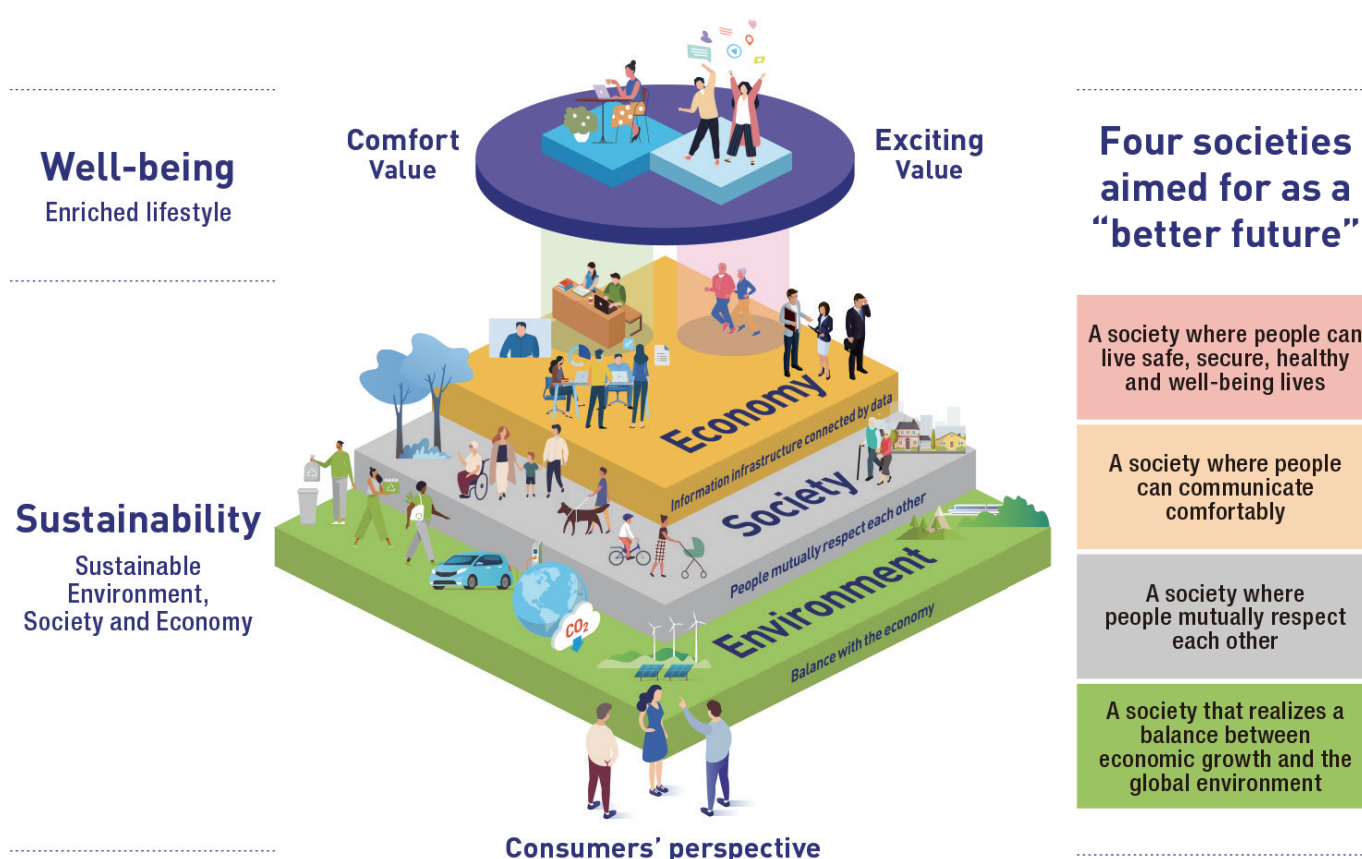 Well-being
Enriched lifestyle
Comfort
Value
Exciting
Value
Four societies
aimed for as a
“better future”
Economy
Information infrastructure connected by data
Society
People mutually respect each other
Environment
Balance with the economy
CO2
Sustainability
Sustainable
Environment,
Society and Economy
A society where people can
live safe, secure, healthy
and well-being lives
A society where people
can communicate
comfortably
A society where
people mutually respect
each other
A society that realizes a
balance between
economic growth and the
global environment
Consumers’ perspective